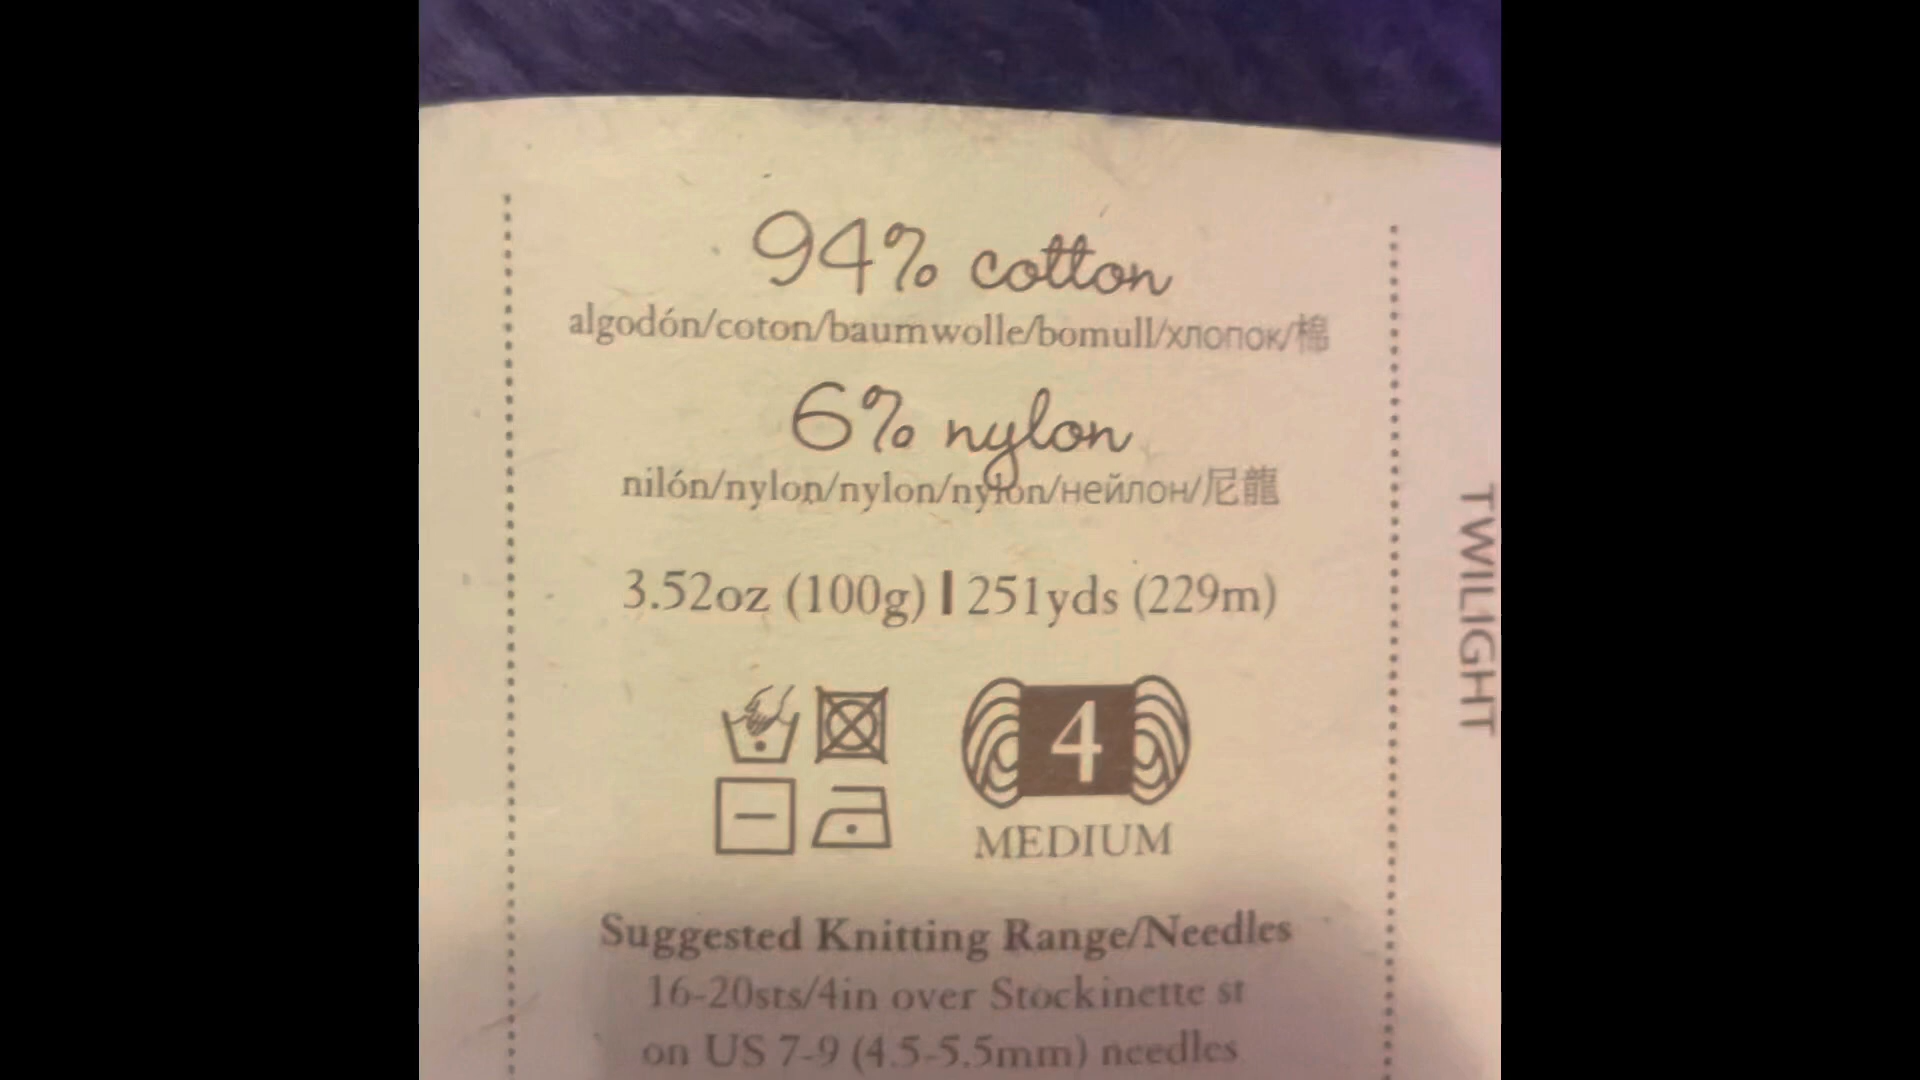 94% cotton
algodón/coton/baumwolle/bomull/хлопок/棉
6% nylon
nilón/nylon/nylon/nylon/нейлон/尼龍
3.52oz (100g) | 251yds (229m)
4
MEDIUM
Suggested Knitting Range/Needles
16-20sts/4in over Stockinette st
on US 7-9 (4.5-5.5mm) needles
TWILIGHT